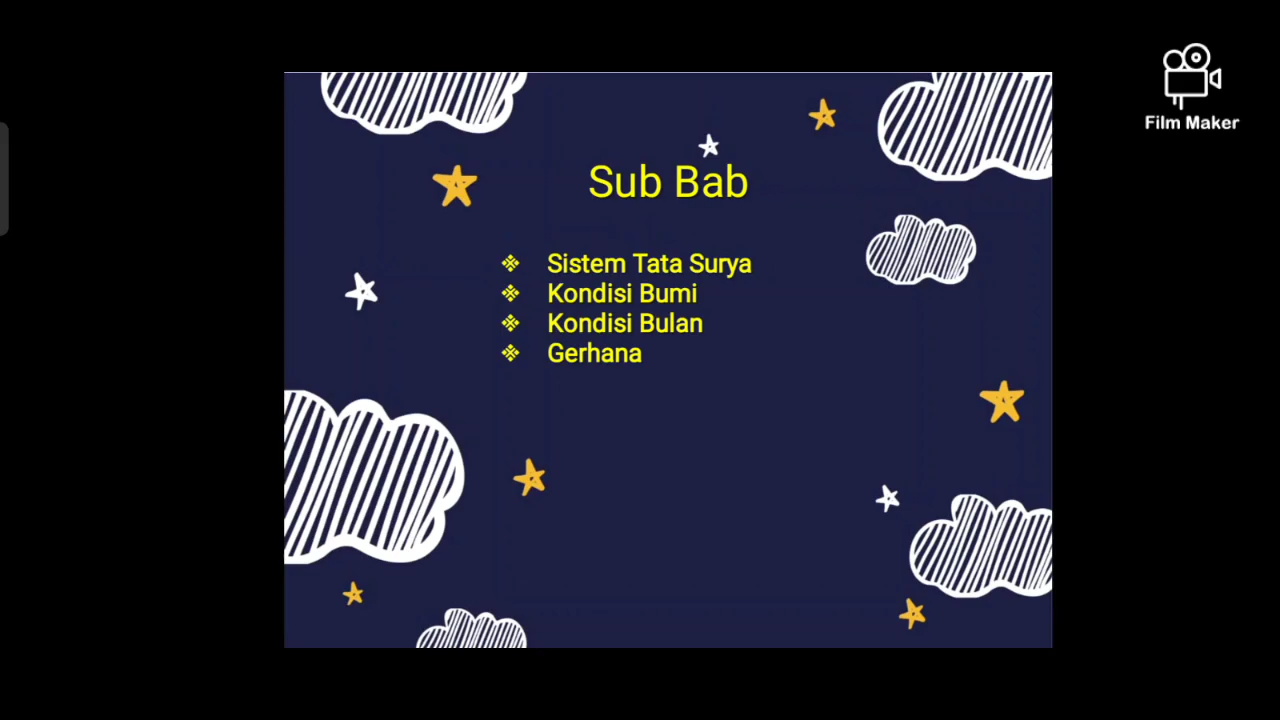 Film Maker
Sub Bab
Sistem Tata Surya
Kondisi Bumi
Kondisi Bulan
Gerhana